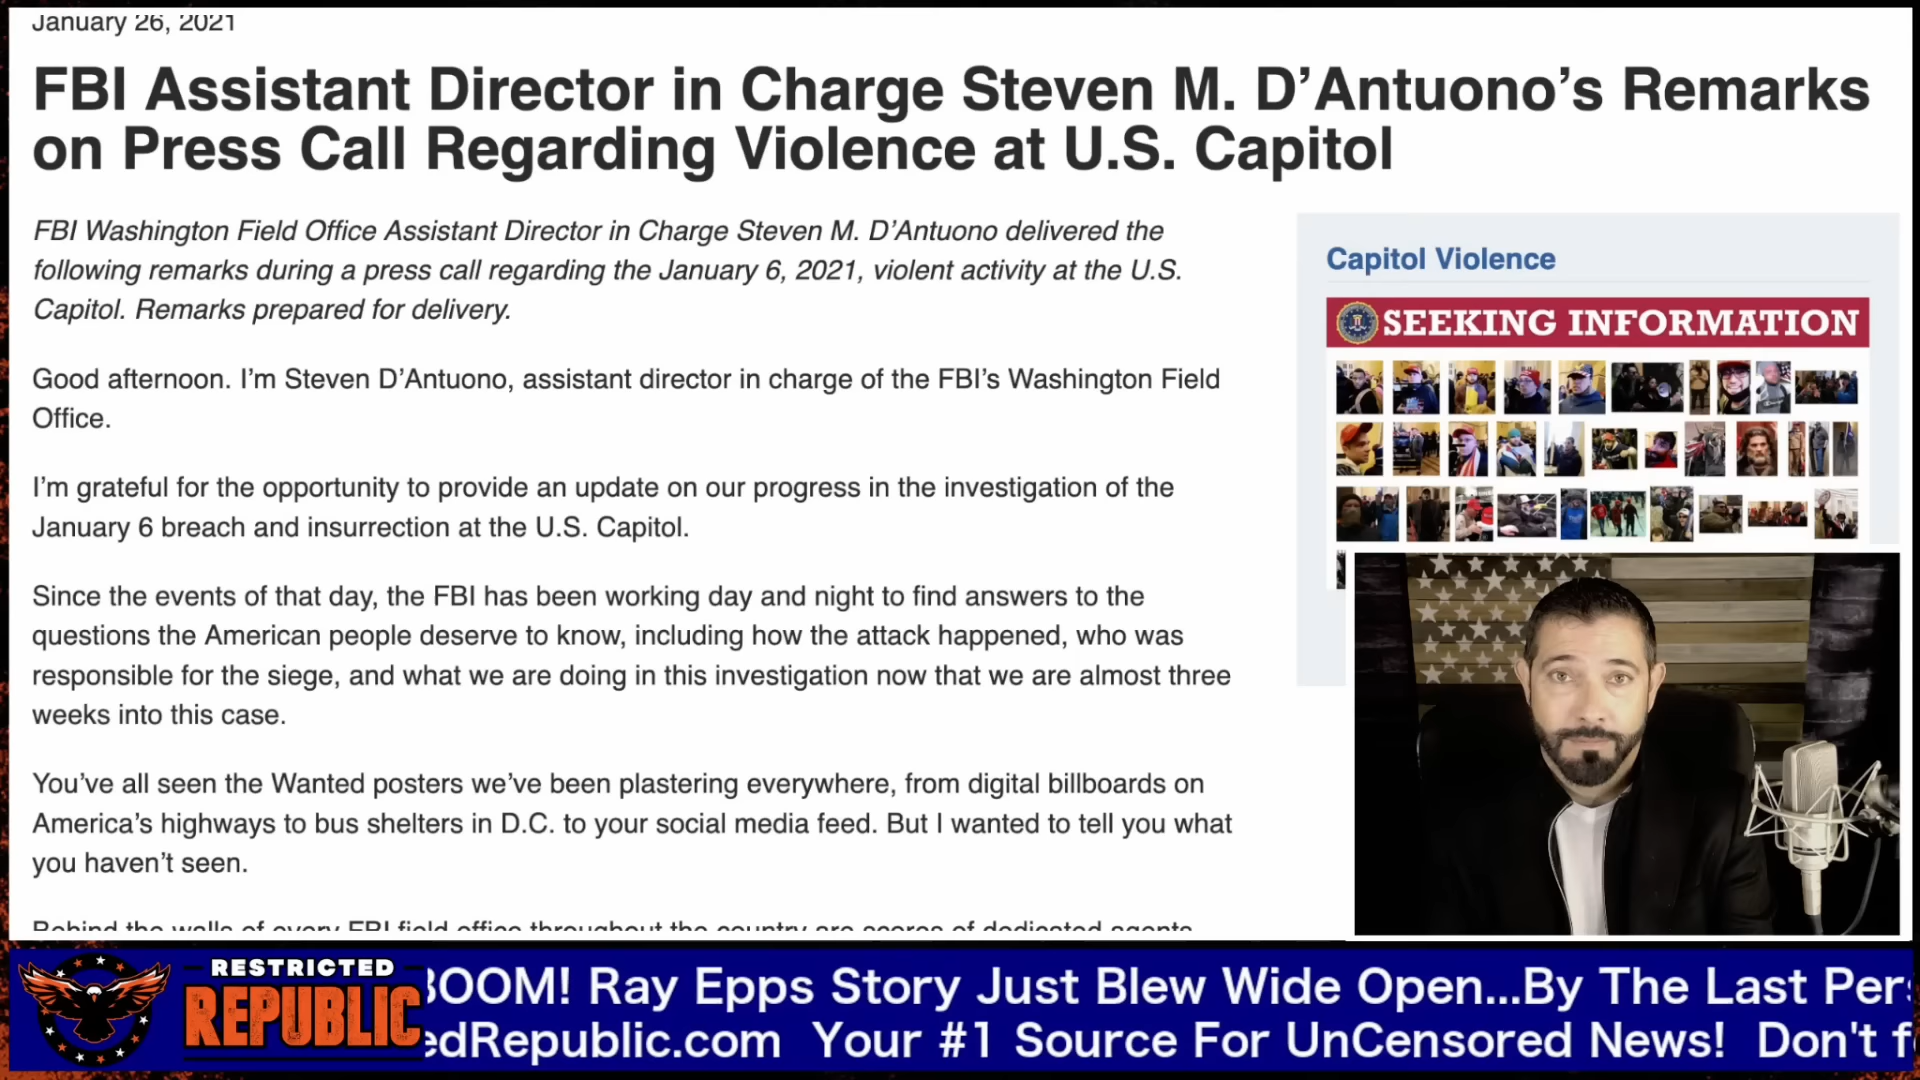 January 26, 2021
FBI Assistant Director in Charge Steven M. D’Antuono’s Remarks
on Press Call Regarding Violence at U.S. Capitol
FBI Washington Field Office Assistant Director in Charge Steven M. D’Antuono delivered the
following remarks during a press call regarding the January 6, 2021, violent activity at the U.S.
Capitol. Remarks prepared for delivery.
Capitol Violence
SEEKING INFORMATION
Good afternoon. I’m Steven D’Antuono, assistant director in charge of the FBI’s Washington Field
Office.
I’m grateful for the opportunity to provide an update on our progress in the investigation of the
January 6 breach and insurrection at the U.S. Capitol.
Since the events of that day, the FBI has been working day and night to find answers to the
questions the American people deserve to know, including how the attack happened, who was
responsible for the siege, and what we are doing in this investigation now that we are almost three
weeks into this case.
You’ve all seen the Wanted posters we’ve been plastering everywhere, from digital billboards on
America’s highways to bus shelters in D.C. to your social media feed. But I wanted to tell you what
you haven’t seen.
Behind the walls of every FBI field office throughout the country are scores of dedicated agents
RESTRICTED
REPUBLIC
BOOM! Ray Epps Story Just Blew Wide Open...By The Last Pers
edRepublic.com Your #1 Source For UnCensored News! Don't f